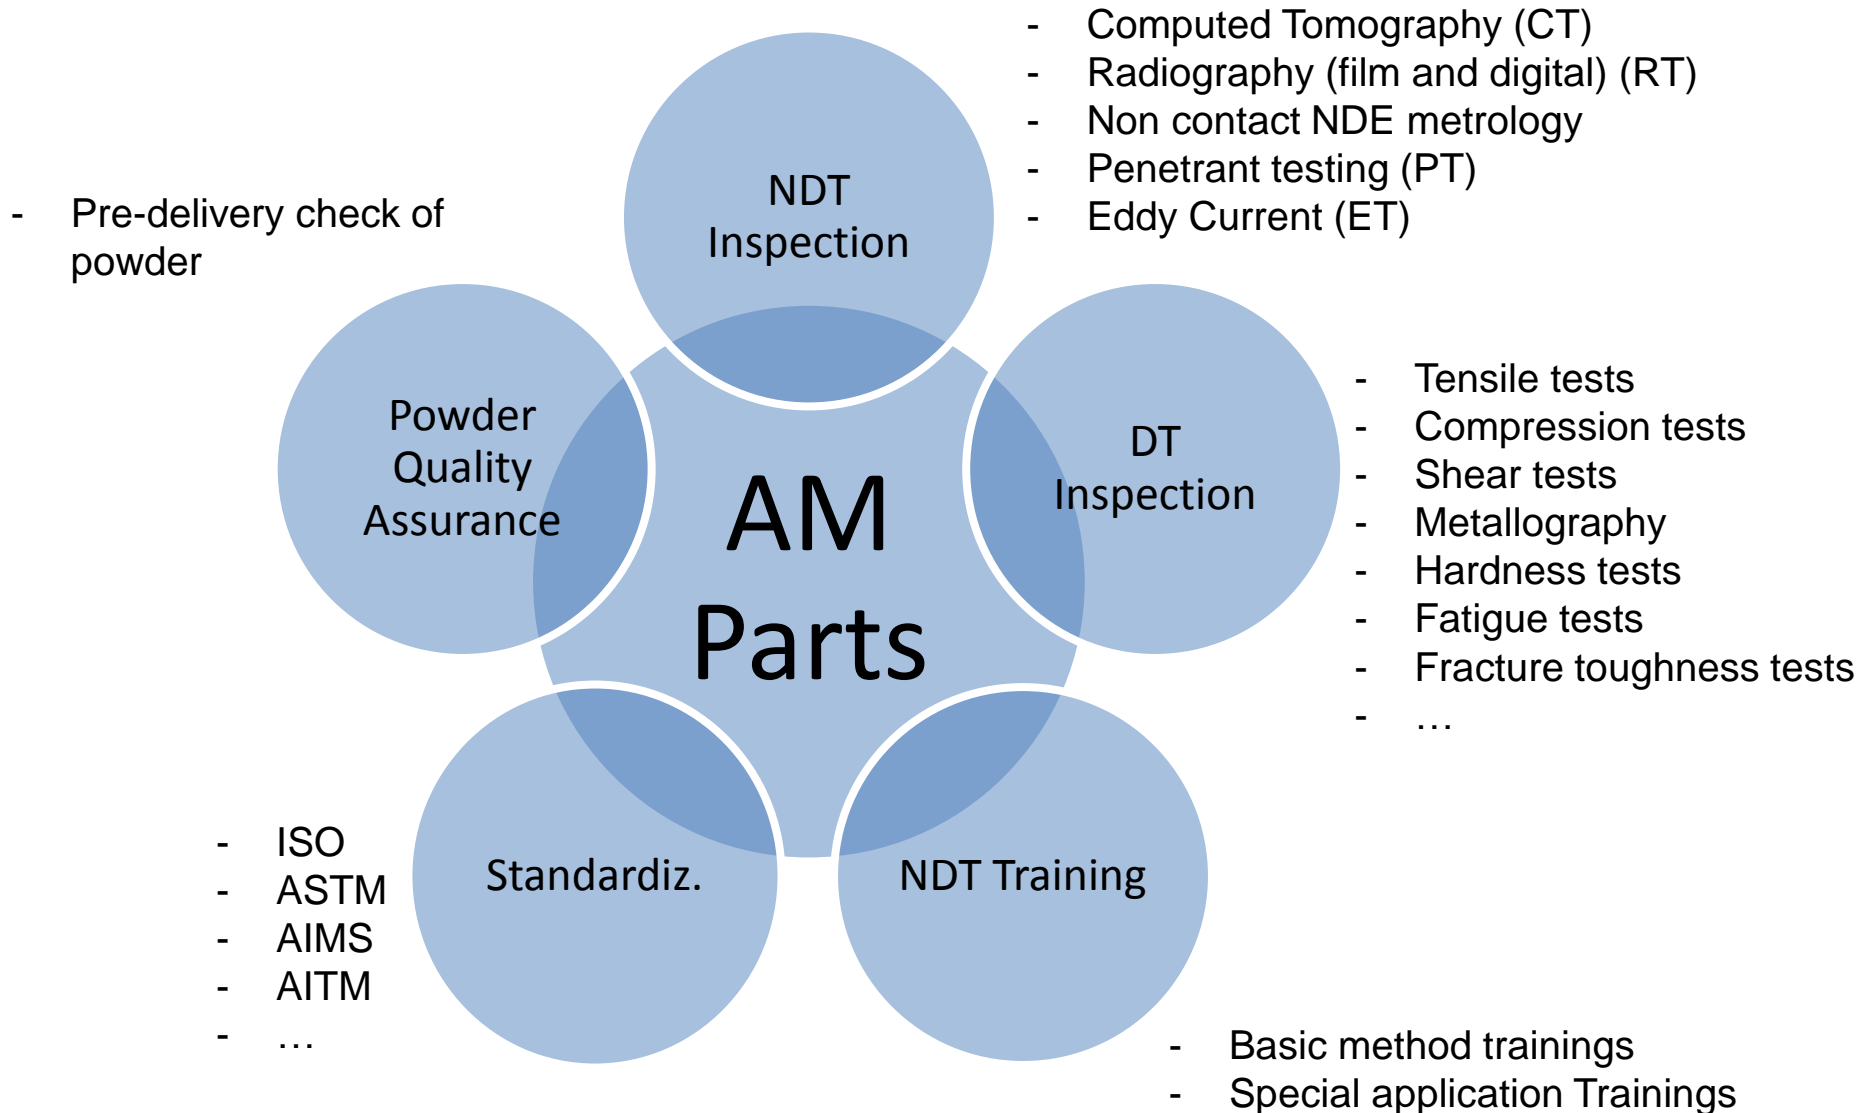 - Computed Tomography (CT)
- Radiography (film and digital) (RT)
- Non contact NDE metrology
- Penetrant testing (PT)
- Eddy Current (ET)
NDT
Inspection
- Pre-delivery check of
powder
Powder
Quality
Assurance
DT
Inspection
- Tensile tests
- Compression tests
- Shear tests
- Metallography
- Hardness tests
- Fatigue tests
- Fracture toughness tests
- …
AM
Parts
Standardiz.
- ISO
- ASTM
- AIMS
- AITM
- …
NDT Training
- Basic method trainings
- Special application Trainings